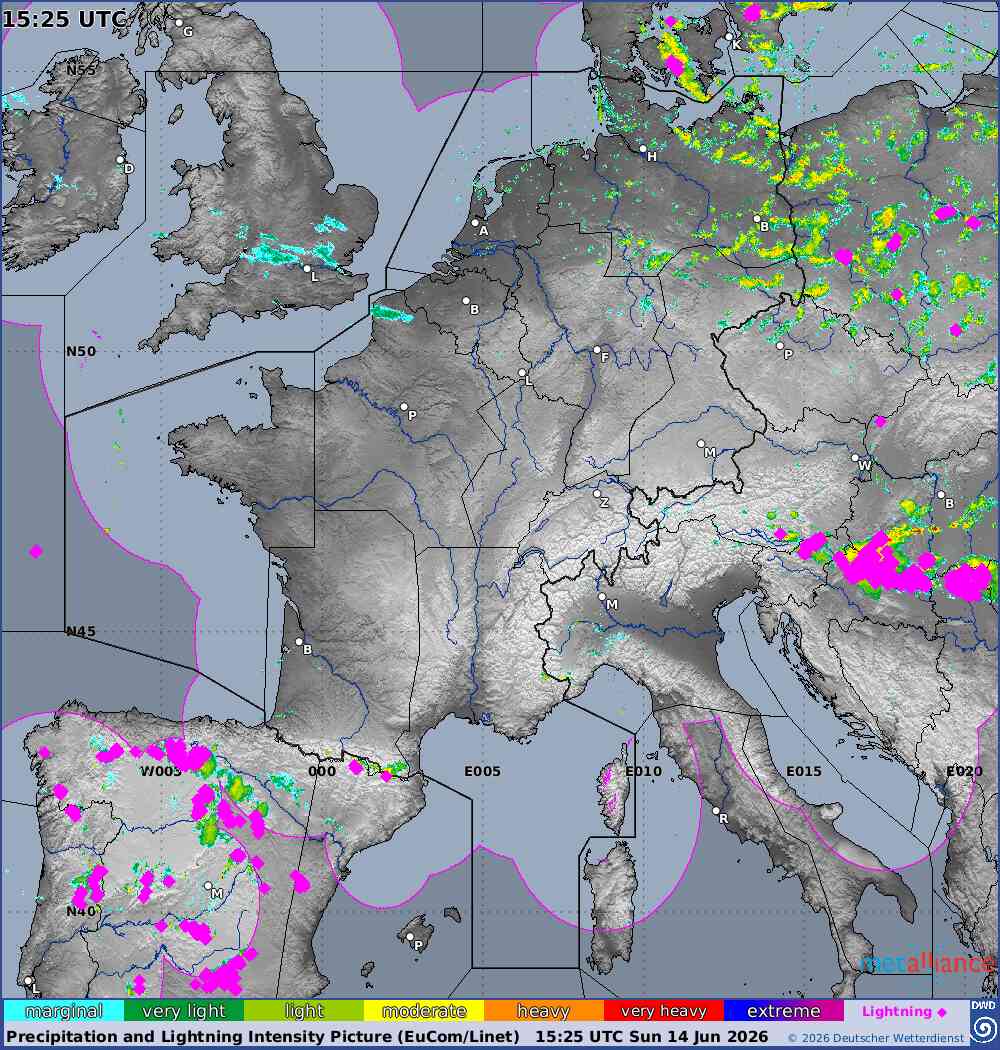 15:25 UTC
G
K
N55
H
D
A
B
L
B
N50
F
P
L
P
M
W
Z
B
M
N45
B
W005
000
E005
E010
E015
E020
R
M
N40
P
L
metalliance
marginal
very light
light
moderate
heavy
very heavy
extreme
Lightning
DWD
Precipitation and Lightning Intensity Picture (EuCom/Linet) 15:25 UTC Sun 14 Jun 2026
© 2026 Deutscher Wetterdienst